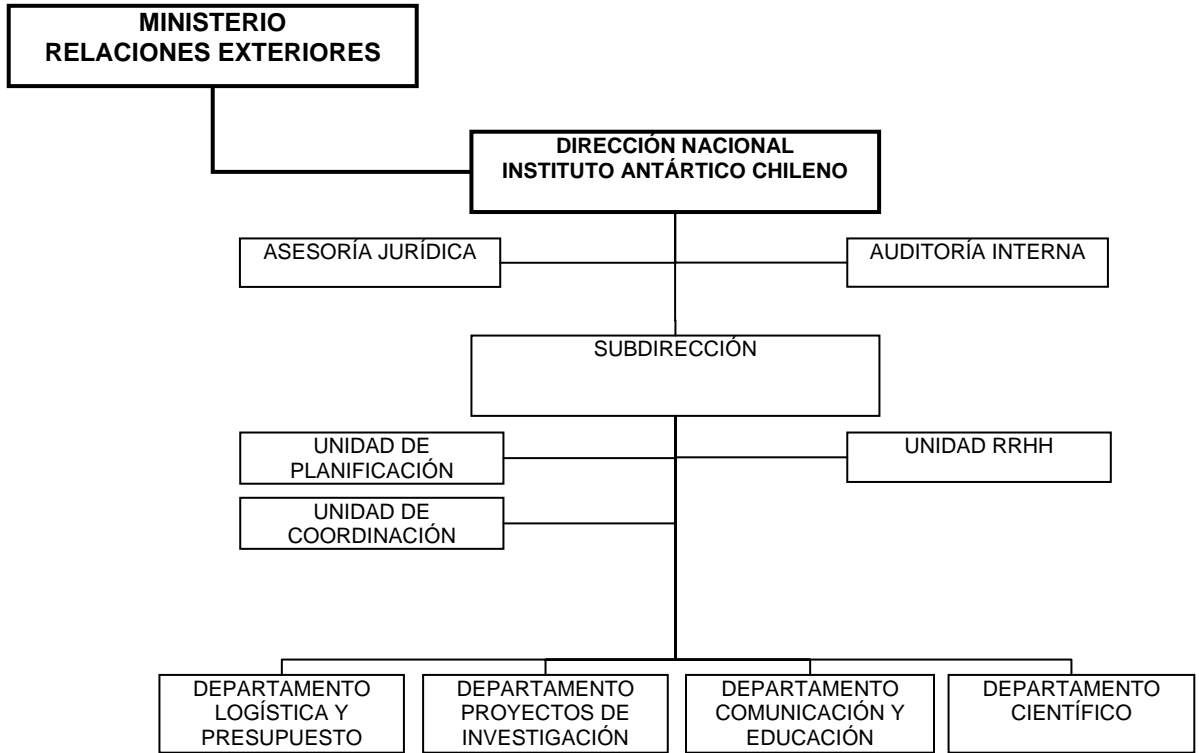 MINISTERIO
RELACIONES EXTERIORES
DIRECCIÓN NACIONAL
INSTITUTO ANTÁRTICO CHILENO
ASESORÍA JURÍDICA
AUDITORÍA INTERNA
SUBDIRECCIÓN
UNIDAD DE
PLANIFICACIÓN
UNIDAD RRHH
UNIDAD DE
COORDINACIÓN
DEPARTAMENTO
LOGÍSTICA Y
PRESUPUESTO
DEPARTAMENTO
PROYECTOS DE
INVESTIGACIÓN
DEPARTAMENTO
COMUNICACIÓN Y
EDUCACIÓN
DEPARTAMENTO
CIENTÍFICO